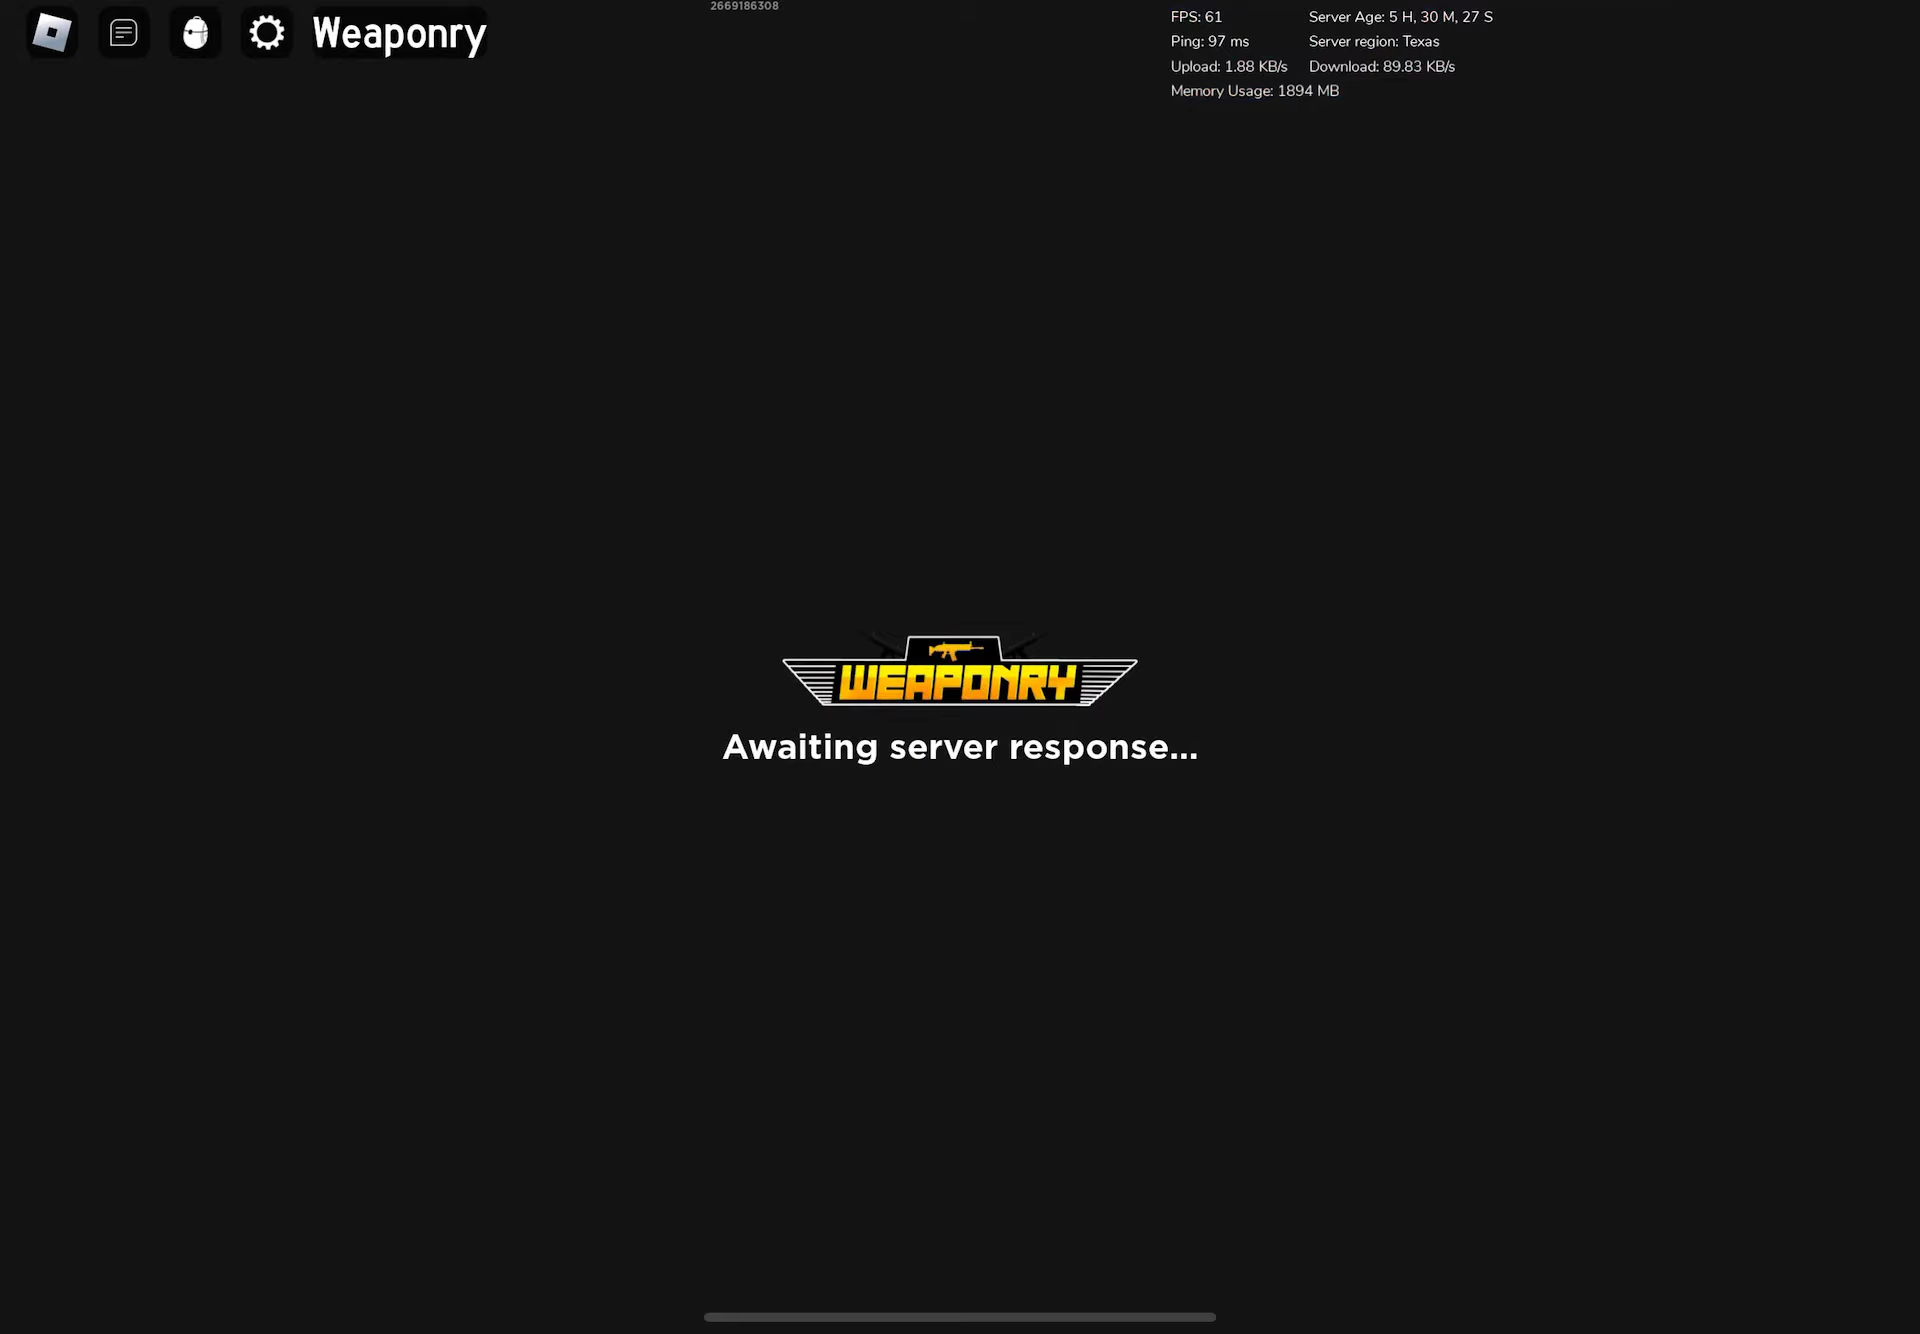 2669186308
Weaponry
FPS: 61
Server Age: 5 H, 30 M, 27 S
Ping: 97 ms
Server region: Texas
Upload: 1.88 KB/s
Download: 89.83 KB/s
Memory Usage: 1894 MB
WEAPONRY
Awaiting server response...